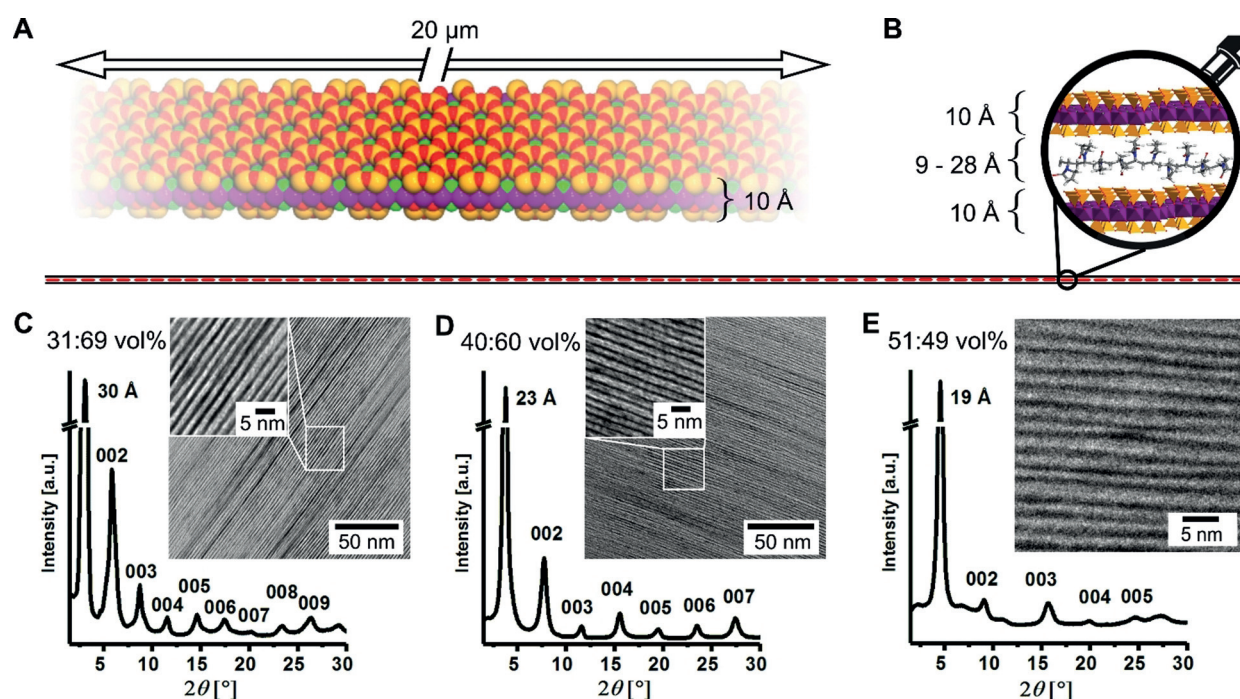 A
20 µm
10 Å
B
10 Å
9 - 28 Å
10 Å
C
31:69 vol%
30 Å
002
003
004
005
006
007
008
009
5 nm
50 nm
Intensity [a.u.]
5 10 15 20 25 30
2θ [°]
D
40:60 vol%
23 Å
002
003
004
005
006
007
5 nm
50 nm
Intensity [a.u.]
5 10 15 20 25 30
2θ [°]
E
51:49 vol%
19 Å
002
003
004
005
5 nm
Intensity [a.u.]
5 10 15 20 25 30
2θ [°]